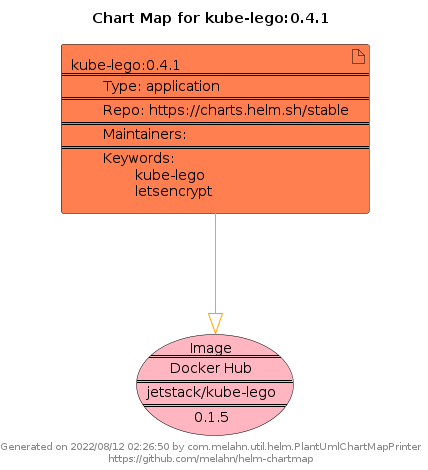 Chart Map for kube-lego:0.4.1
kube-lego:0.4.1
Type: application
Repo: https://charts.helm.sh/stable
Maintainers:
Keywords:
kube-lego
letsencrypt
Image
Docker Hub
jetstack/kube-lego
0.1.5
Generated on 2022/08/12 02:26:50 by com.melahn.util.helm.PlantUmlChartMapPrinter
https://github.com/melahn/helm-chartmap